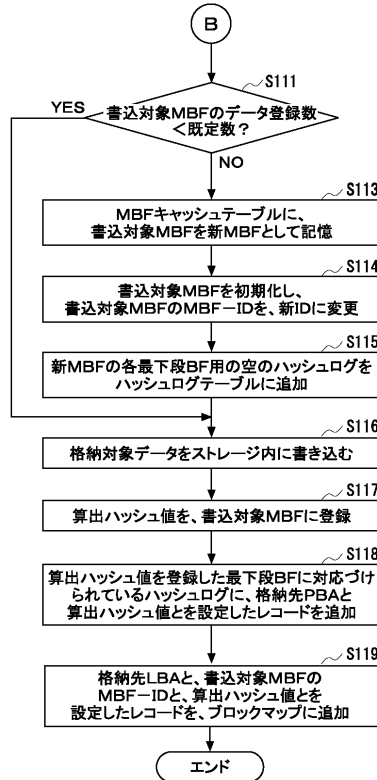 B
S111
書込対象MBFのデータ登録数
<既定数?
YES
NO
S113
MBFキャッシュテーブルに、
書込対象MBFを新MBFとして記憶
S114
書込対象MBFを初期化し、
書込対象MBFのMBF-IDを、新IDに変更
S115
新MBFの各最下段BF用の空のハッシュログを
ハッシュログテーブルに追加
S116
格納対象データをストレージ内に書き込む
S117
算出ハッシュ値を、書込対象MBFに登録
S118
算出ハッシュ値を登録した最下段BFに対応づけ
られているハッシュログに、格納先PBAと
算出ハッシュ値とを設定したレコードを追加
S119
格納先LBAと、書込対象MBFの
MBF-IDと、算出ハッシュ値とを
設定したレコードを、ブロックマップに追加
エンド